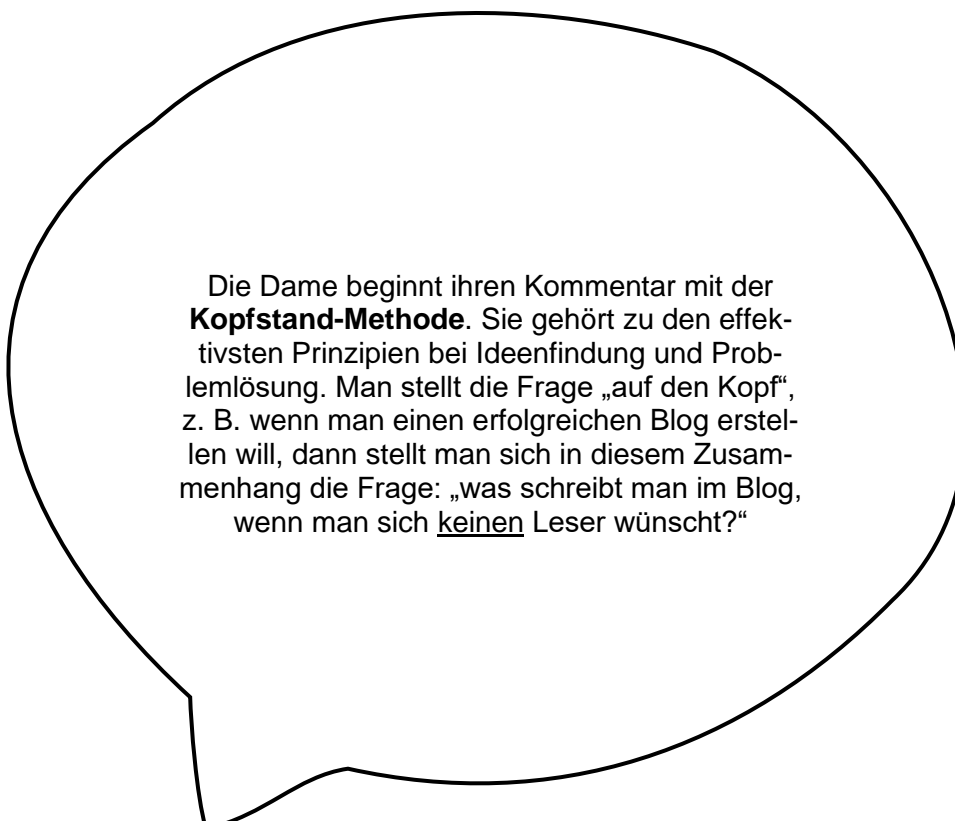 Die Dame beginnt ihren Kommentar mit der
Kopfstand-Methode. Sie gehört zu den effek-
tivsten Prinzipien bei Ideenfindung und Prob-
lemlösung. Man stellt die Frage „auf den Kopf“,
z. B. wenn man einen erfolgreichen Blog erstel-
len will, dann stellt man sich in diesem Zusam-
menhang die Frage: „was schreibt man im Blog,
wenn man sich keinen Leser wünscht?“